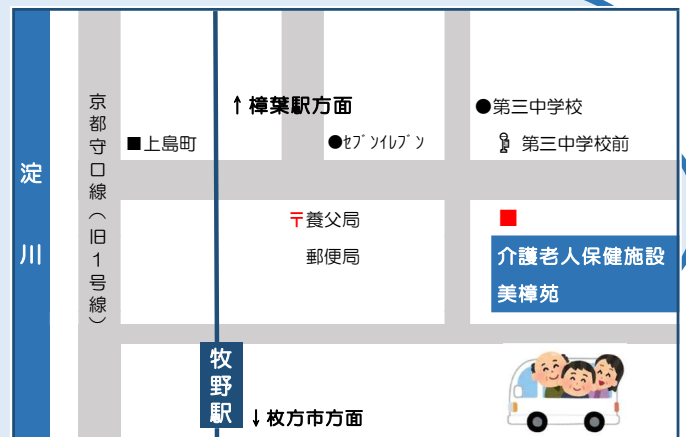 淀川
京都守口線（旧1号線）
↑樟葉駅方面
●第三中学校
■上島町
●ｾﾌﾞﾝｲﾚﾌﾞﾝ
第三中学校前
〒養父局
郵便局
介護老人保健施設
美樟苑
牧野駅
↓枚方市方面